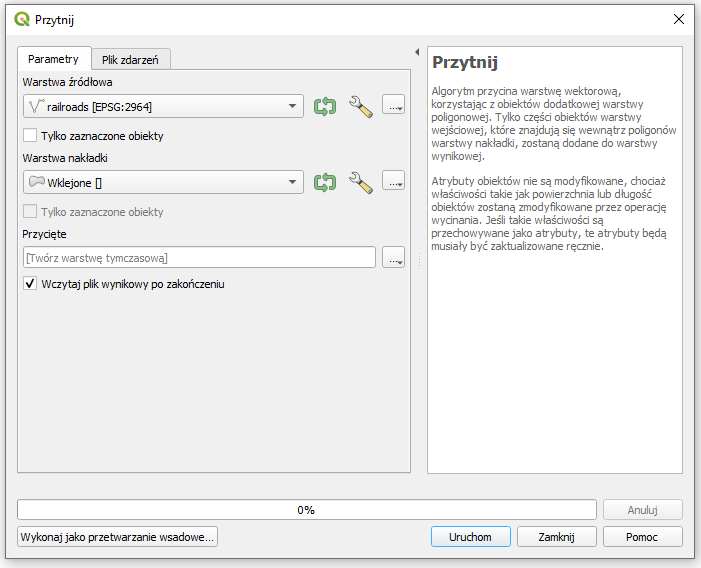 Przytnij
Parametry
Plik zdarzeń
Warstwa źródłowa
railroads [EPSG:2964]
...
Tylko zaznaczone obiekty
Warstwa nakładki
Wklejone []
...
Tylko zaznaczone obiekty
Przycięte
[Twórz warstwę tymczasową]
...
Wczytaj plik wynikowy po zakończeniu
Przytnij
Algorytm przycina warstwę wektorową,
korzystając z obiektów dodatkowej warstwy
poligonowej. Tylko części obiektów warstwy
wejściowej, które znajdują się wewnątrz poligonów
warstwy nakładki, zostaną dodane do warstwy
wynikowej.
Atrybuty obiektów nie są modyfikowane, chociaż
właściwości takie jak powierzchnia lub długość
obiektów zostaną zmodyfikowane przez operację
wycinania. Jeśli takie właściwości są
przechowywane jako atrybuty, te atrybuty będą
musiały być zaktualizowane ręcznie.
0%
Anuluj
Wykonaj jako przetwarzanie wsadowe...
Uruchom
Zamknij
Pomoc